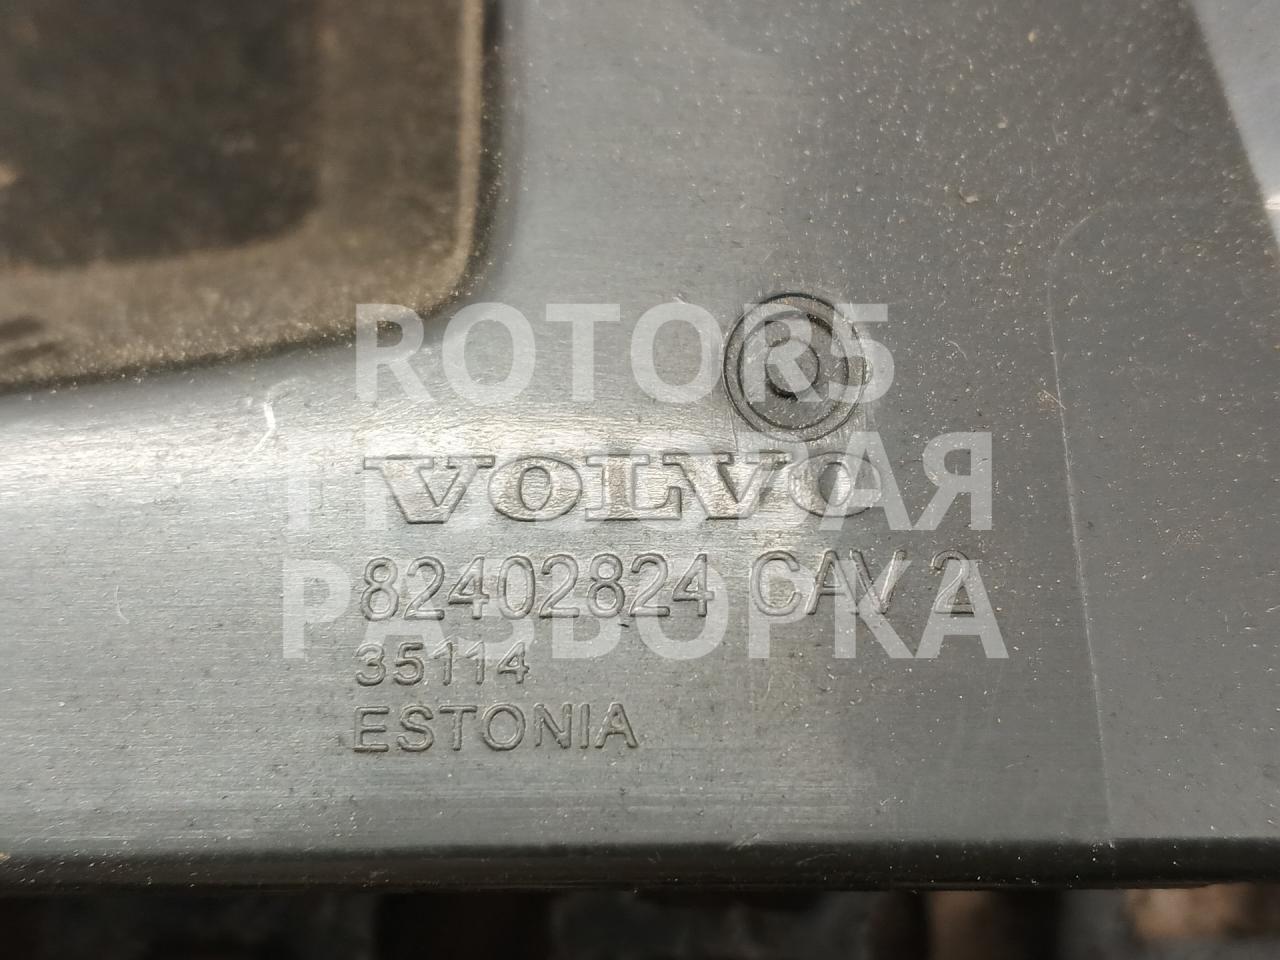 ROTOR5
ГРУЗОВАЯ
VOLVO
82402824 CAV 2
РАЗБОРКА
35114
ESTONIA